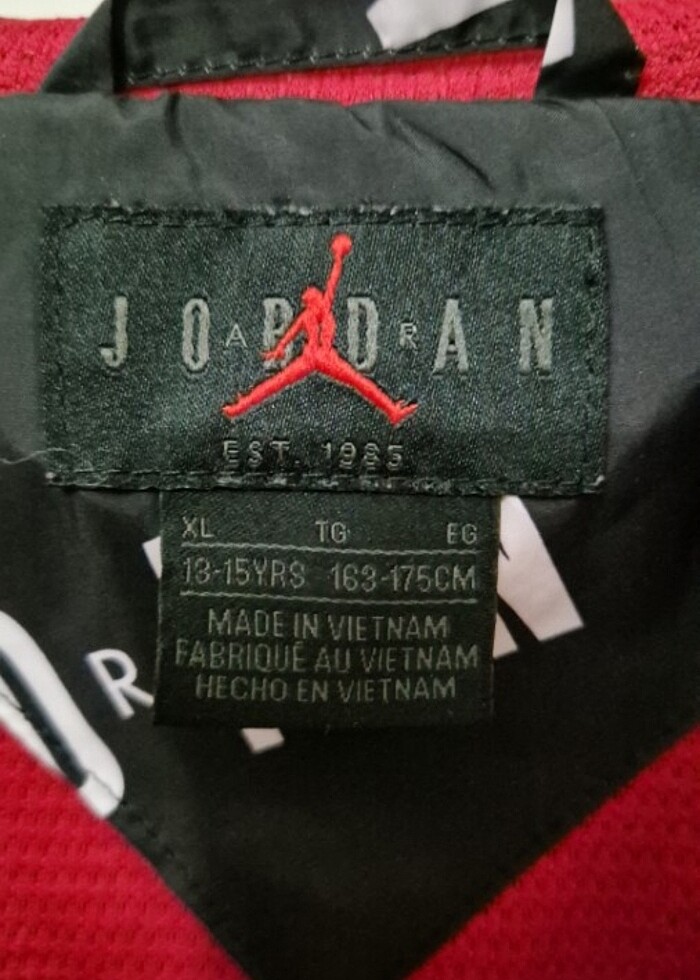 JORDAN
AIR
EST. 1985
XL TG EG
13-15YRS 163-175CM
MADE IN VIETNAM
FABRIQUÉ AU VIETNAM
HECHO EN VIETNAM
R